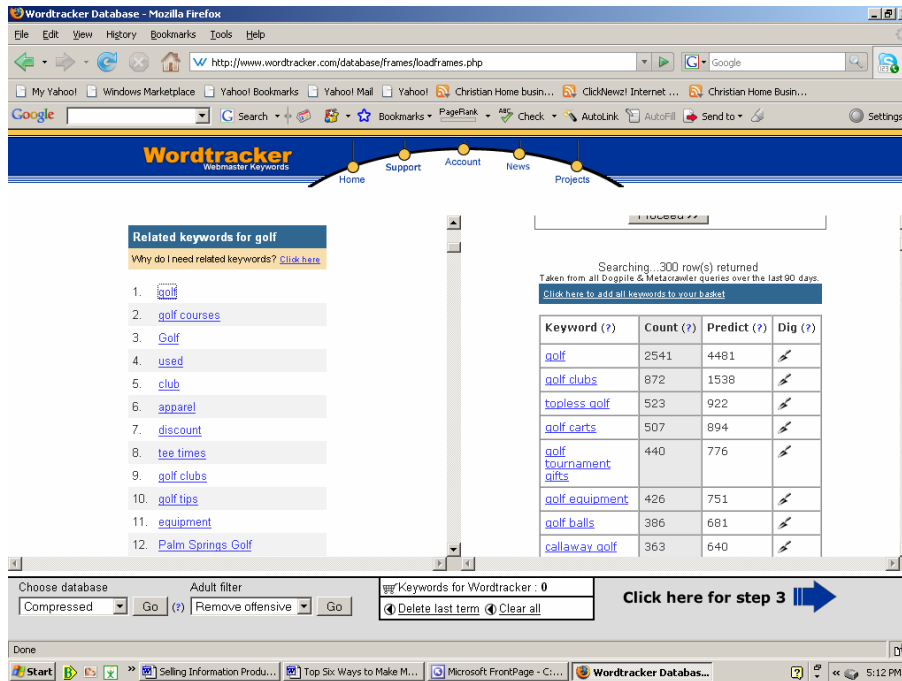 Wordtracker Database - Mozilla Firefox
File Edit View History Bookmarks Tools Help
http://www.wordtracker.com/database/frames/loadframes.php
Google
My Yahoo! Windows Marketplace Yahoo! Bookmarks Yahoo! Mail Yahoo! Christian Home busin... ClickNewz! Internet ... Christian Home Busin...
Google Search Bookmarks PageRank Check AutoLink AutoFill Send to Settings
Wordtracker
Webmaster Keywords
Home Support Account News Projects
Related keywords for golf
Why do I need related keywords? Click here
1. golf
2. golf courses
3. Golf
4. used
5. club
6. apparel
7. discount
8. tee times
9. golf clubs
10. golf tips
11. equipment
12. Palm Springs Golf
Proceed >>
Searching...300 row(s) returned
Taken from all Dogpile & Metacrawler queries over the last 90 days.
Click here to add all keywords to your basket
Keyword (?) Count (?) Predict (?) Dig (?)
golf 2541 4481
golf clubs 872 1538
topless golf 523 922
golf carts 507 894
golf
tournament
gifts 440 776
golf equipment 426 751
golf balls 386 681
callaway golf 363 640
Choose database Adult filter
Compressed Go (?) Remove offensive Go
Keywords for Wordtracker : 0
Delete last term Clear all
Click here for step 3
Done
Start » Selling Information Produ... Top Six Ways to Make M... Microsoft FrontPage - C:... Wordtracker Databas... « 5:12 PM